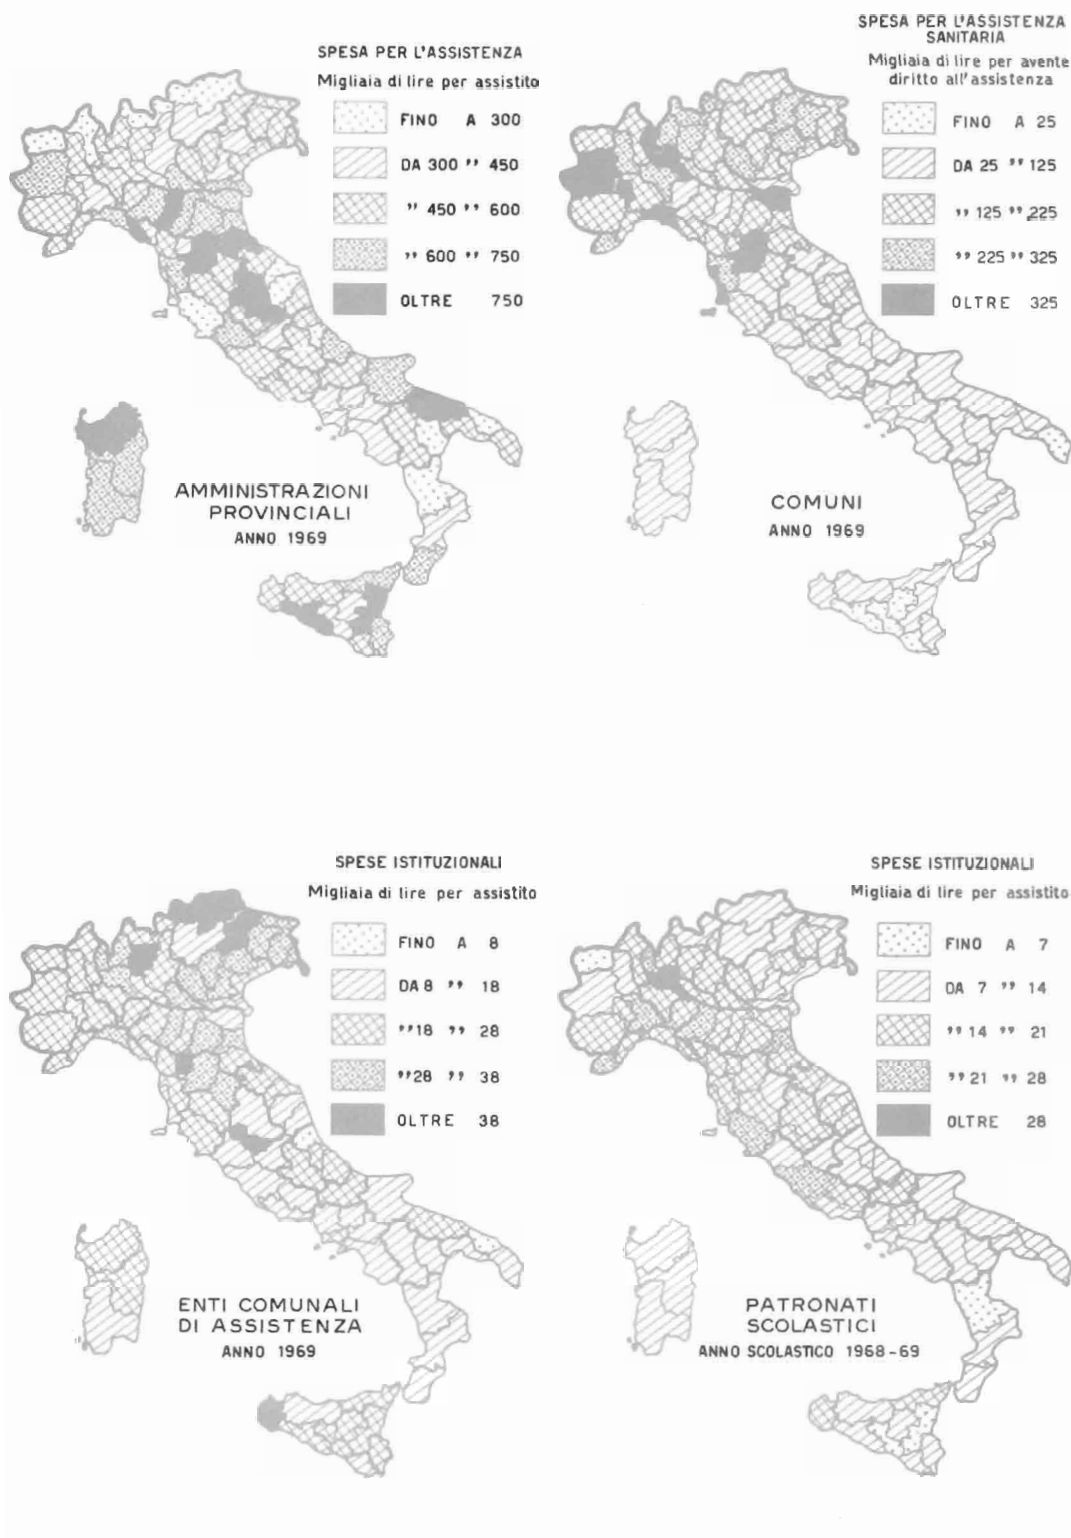 SPESA PER L'ASSISTENZA
Migliaia di lire per assistito
FINO A 300
DA 300 " 450
" 450 " 600
" 600 " 750
OLTRE 750
AMMINISTRAZIONI
PROVINCIALI
ANNO 1969
SPESA PER L'ASSISTENZA
SANITARIA
Migliaia di lire per avente
diritto all'assistenza
FINO A 25
DA 25 " 125
" 125 " 225
" 225 " 325
OLTRE 325
COMUNI
ANNO 1969
SPESE ISTITUZIONALI
Migliaia di lire per assistito
FINO A 8
DA 8 " 18
" 18 " 28
" 28 " 38
OLTRE 38
ENTI COMUNALI
DI ASSISTENZA
ANNO 1969
SPESE ISTITUZIONALI
Migliaia di lire per assistito
FINO A 7
DA 7 " 14
" 14 " 21
" 21 " 28
OLTRE 28
PATRONATI
SCOLASTICI
ANNO SCOLASTICO 1968-69